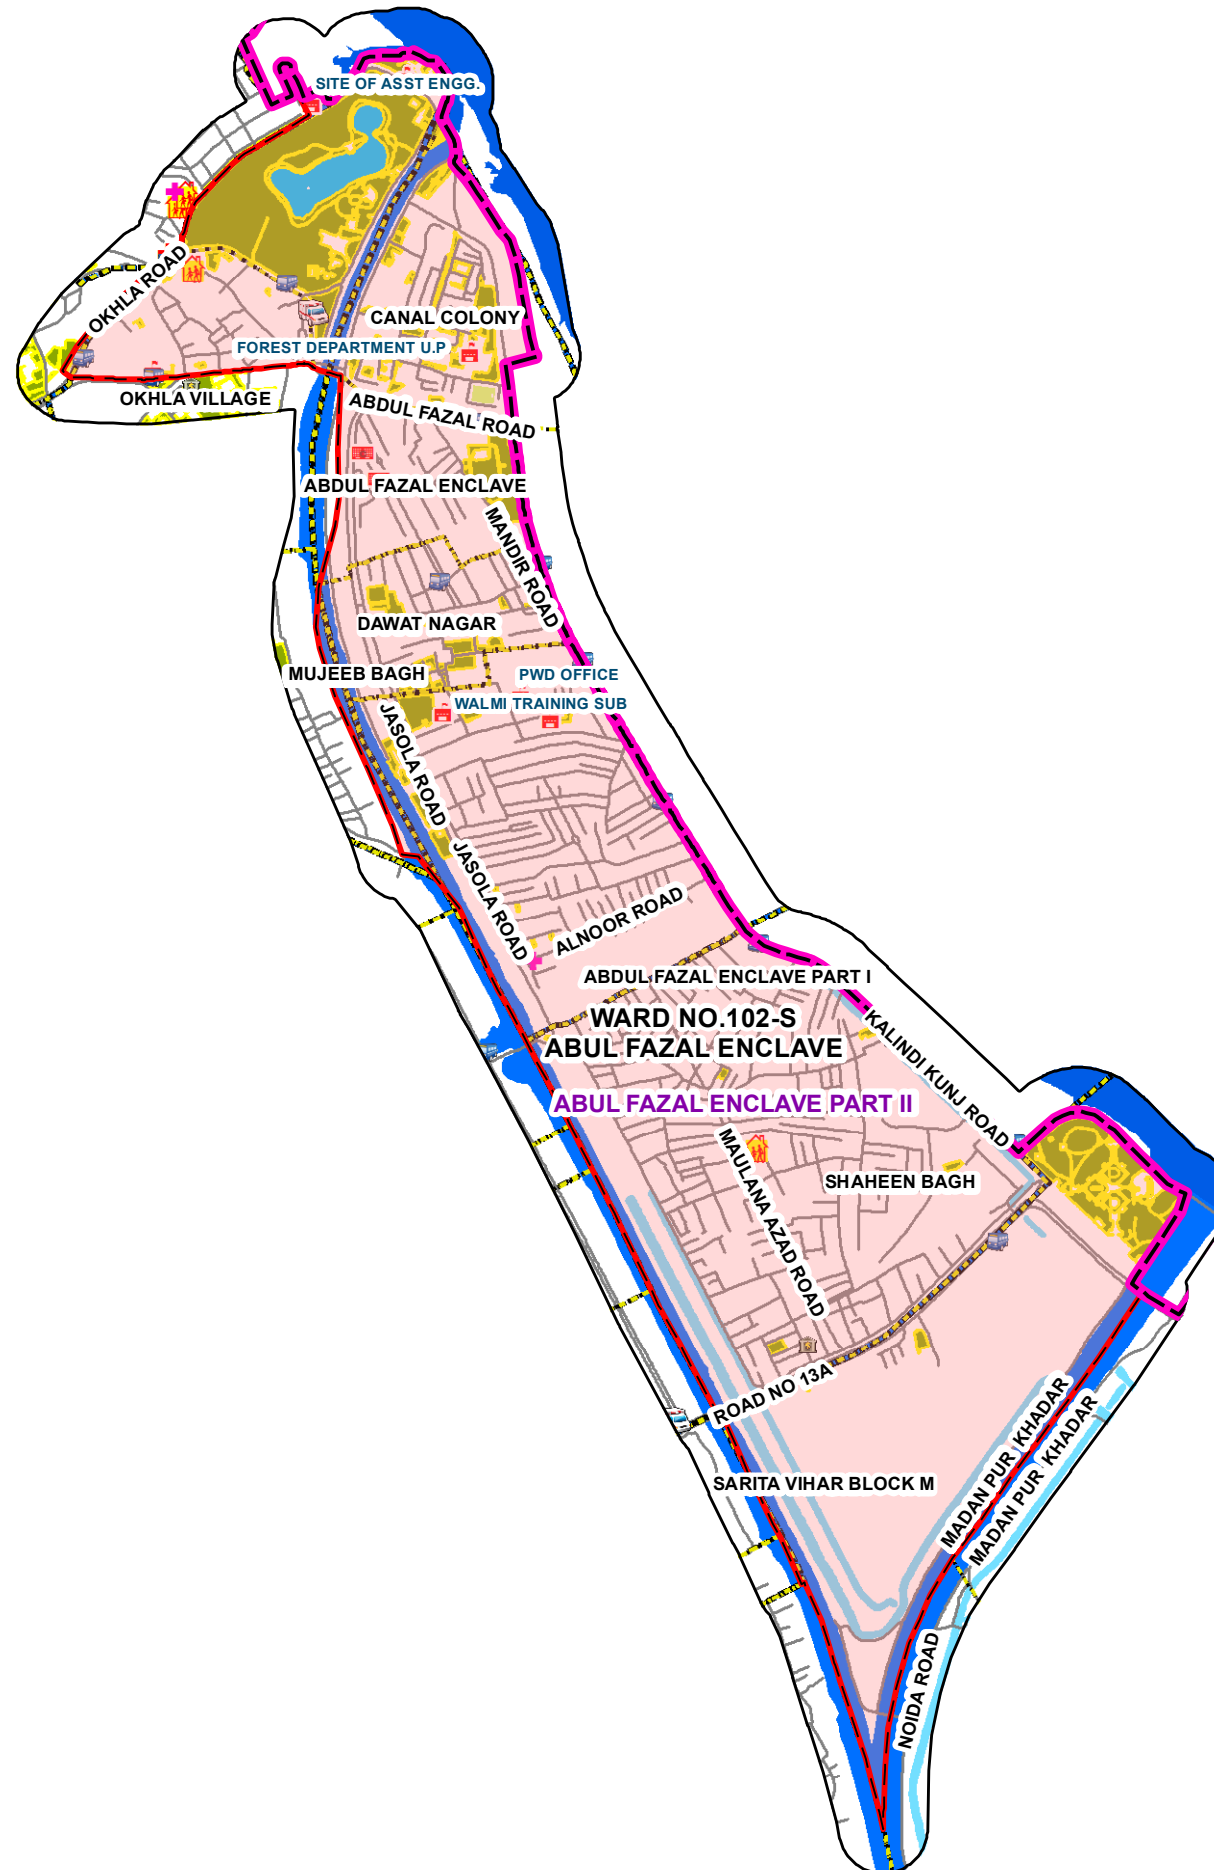 SITE OF ASST ENGG.
OKHLA ROAD
CANAL COLONY
FOREST DEPARTMENT U.P
OKHLA VILLAGE
ABDUL FAZAL ROAD
ABDUL FAZAL ENCLAVE
MANDIR ROAD
DAWAT NAGAR
MUJEEB BAGH
PWD OFFICE
WALMI TRAINING SUB
JASOLA ROAD
JASOLA ROAD
ALNOOR ROAD
ABDUL FAZAL ENCLAVE PART I
WARD NO.102-S
ABUL FAZAL ENCLAVE
KALINDI KUNJ ROAD
ABUL FAZAL ENCLAVE PART II
MAULANA AZAD ROAD
SHAHEEN BAGH
ROAD NO 13A
MADAN PUR KHADAR
MADAN PUR KHADAR
SARITA VIHAR BLOCK M
NOIDA ROAD